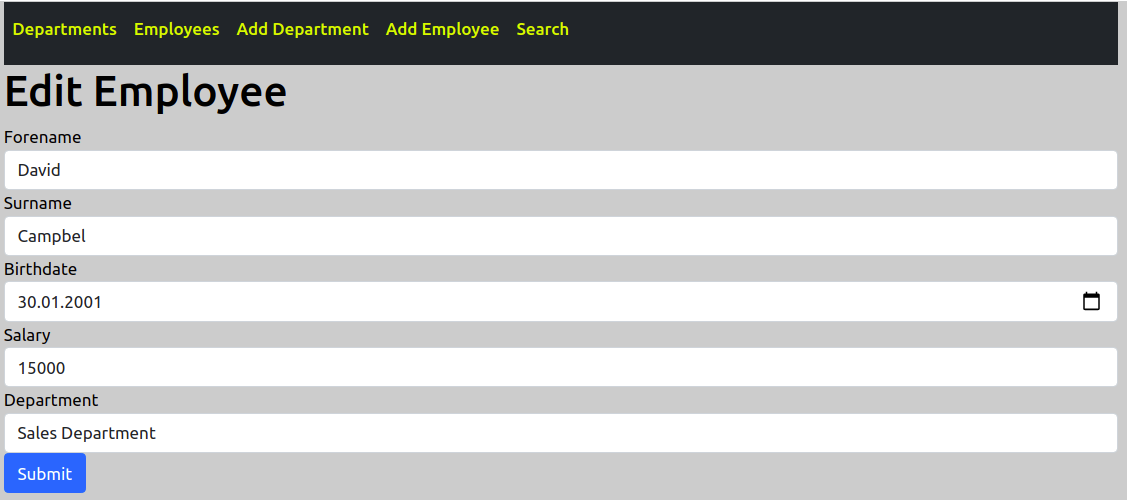 Departments Employees Add Department Add Employee Search
Edit Employee
Forename
David
Surname
Campbel
Birthdate
30.01.2001
Salary
15000
Department
Sales Department
Submit